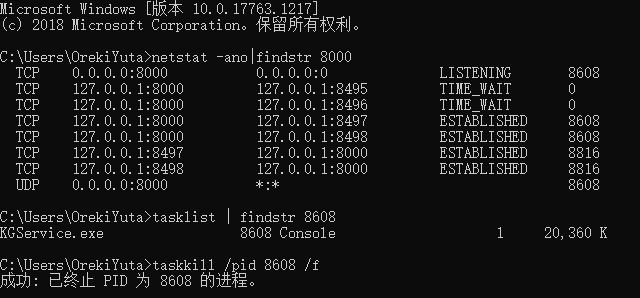 Microsoft Windows [版本 10.0.17763.1217]
(c) 2018 Microsoft Corporation。保留所有权利。
C:\Users\OrekiYuta>netstat -ano|findstr 8000
TCP 0.0.0.0:8000 0.0.0.0:0 LISTENING 8608
TCP 127.0.0.1:8000 127.0.0.1:8495 TIME_WAIT 0
TCP 127.0.0.1:8000 127.0.0.1:8496 TIME_WAIT 0
TCP 127.0.0.1:8000 127.0.0.1:8497 ESTABLISHED 8608
TCP 127.0.0.1:8000 127.0.0.1:8498 ESTABLISHED 8608
TCP 127.0.0.1:8497 127.0.0.1:8000 ESTABLISHED 8816
TCP 127.0.0.1:8498 127.0.0.1:8000 ESTABLISHED 8816
UDP 0.0.0.0:8000 *:* 8608
C:\Users\OrekiYuta>tasklist | findstr 8608
KGService.exe 8608 Console 1 20,360 K
C:\Users\OrekiYuta>taskkill /pid 8608 /f
成功: 已终止 PID 为 8608 的进程。